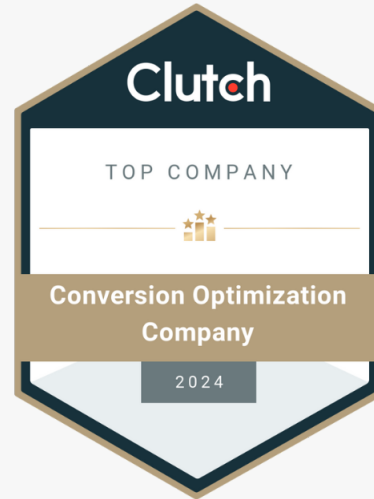 Clutch
TOP COMPANY
Conversion Optimization
Company
2024